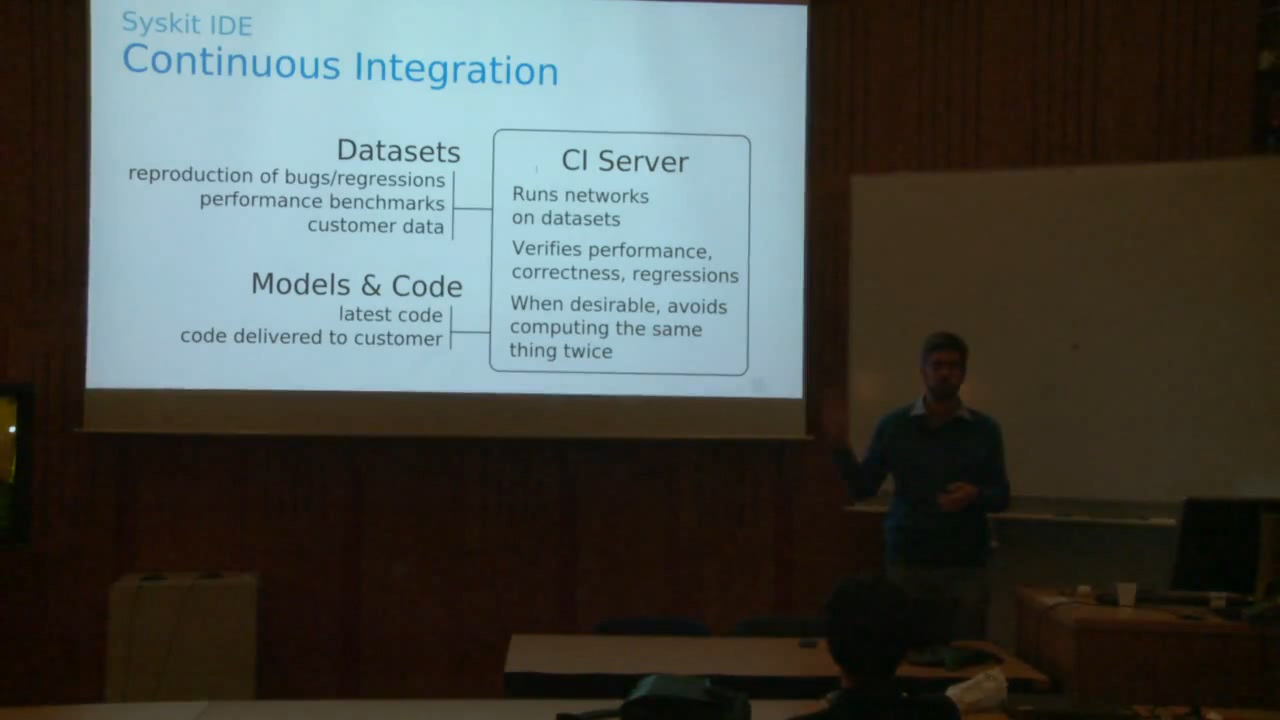 Syskit IDE
Continuous Integration
Datasets
reproduction of bugs/regressions
performance benchmarks
customer data
Models & Code
latest code
code delivered to customer
CI Server
Runs networks
on datasets
Verifies performance,
correctness, regressions
When desirable, avoids
computing the same
thing twice